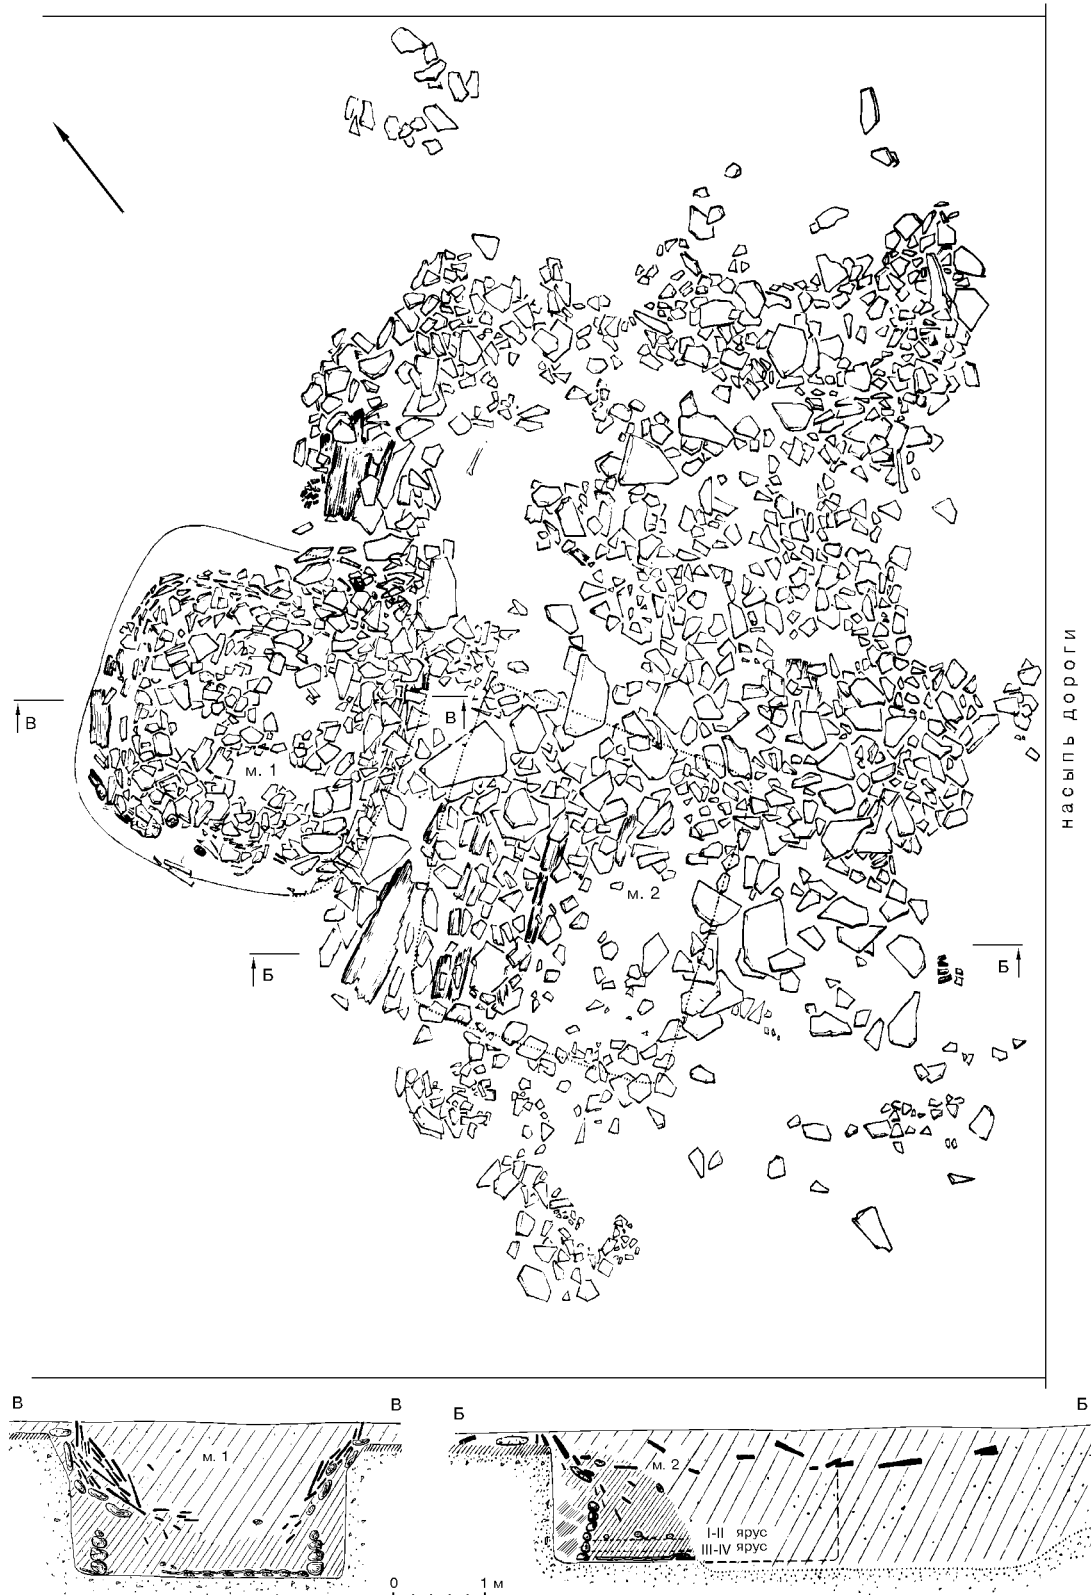 насыпь дороги
В
В
м. 1
м. 2
Б
Б
В
В
м. 1
Б
Б
м. 2
I-II ярус
III-IV ярус
0 1 м